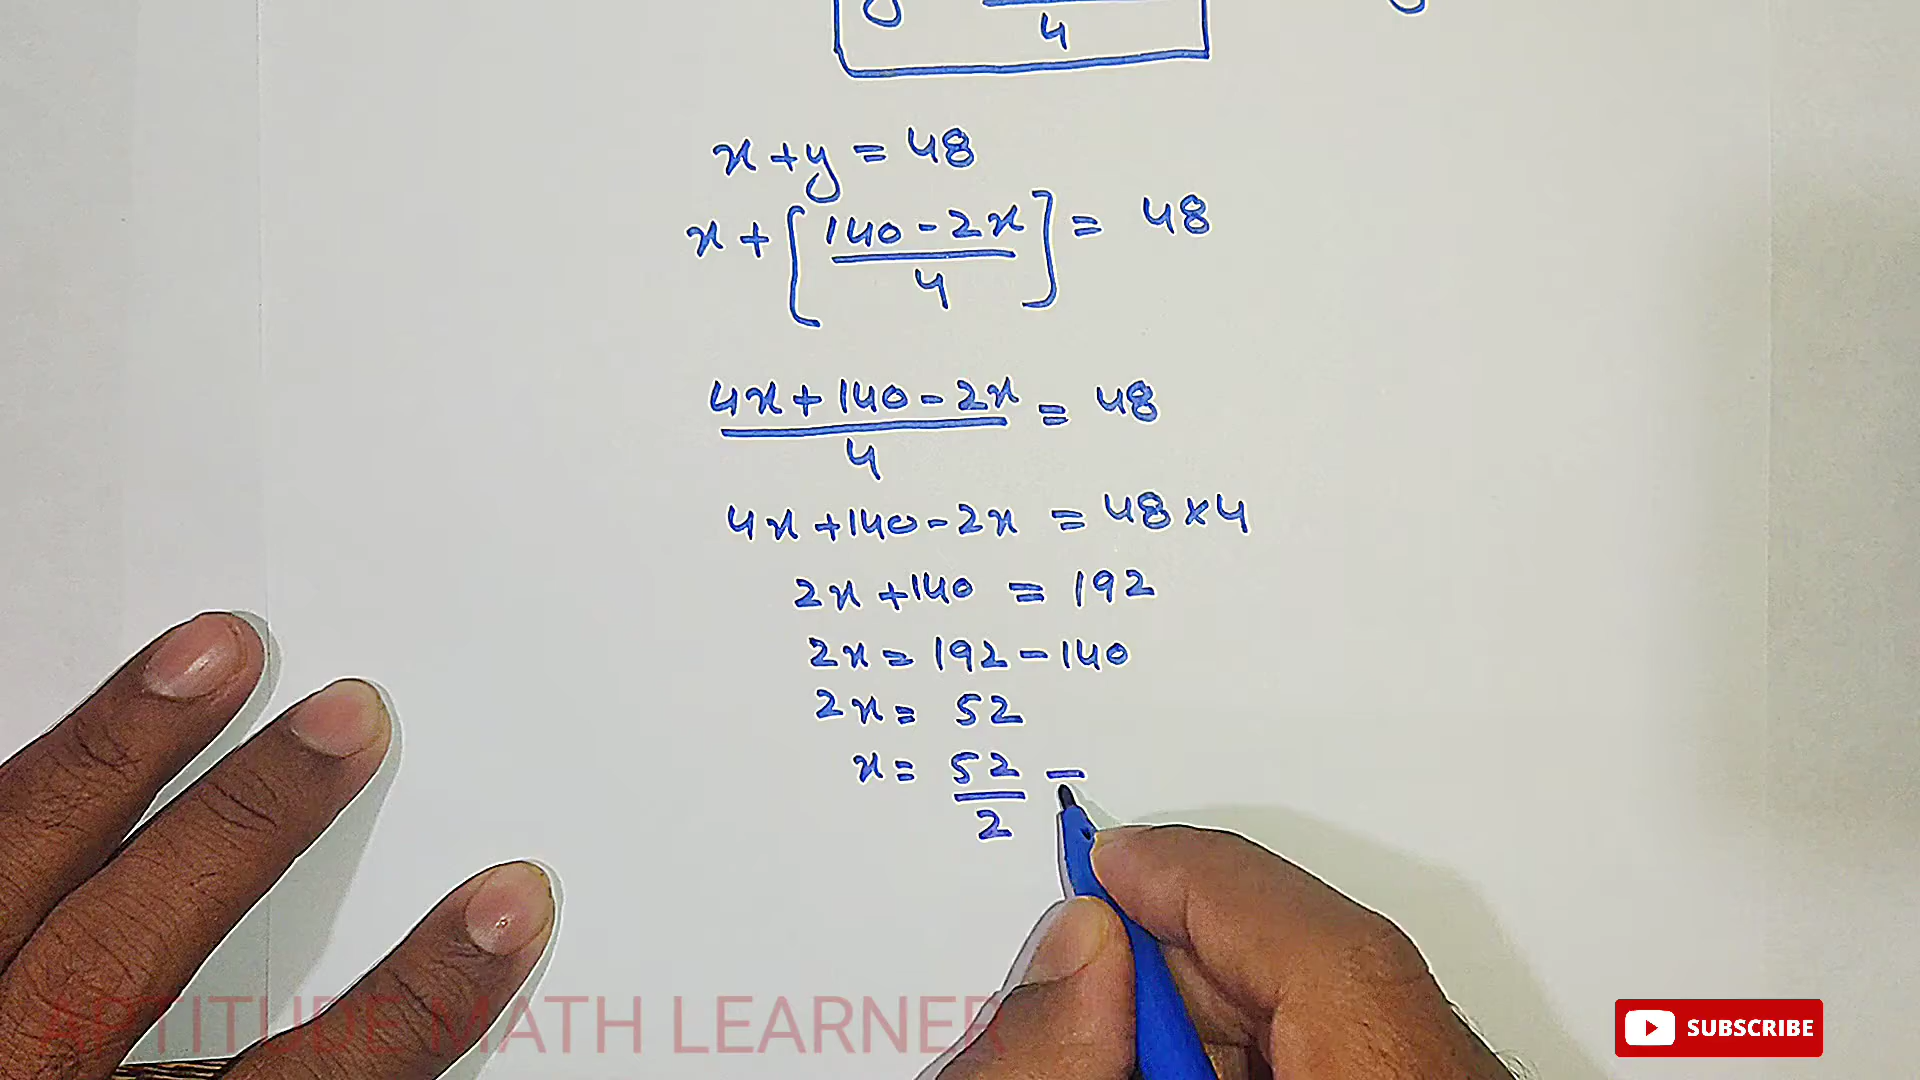 4
x + y = 48
x + [ 140 - 2x / 4 ] = 48
4x + 140 - 2x / 4 = 48
4x + 140 - 2x = 48 × 4
2x + 140 = 192
2x = 192 - 140
2x = 52
x = 52 / 2
APTITUDE MATH LEARNER
SUBSCRIBE